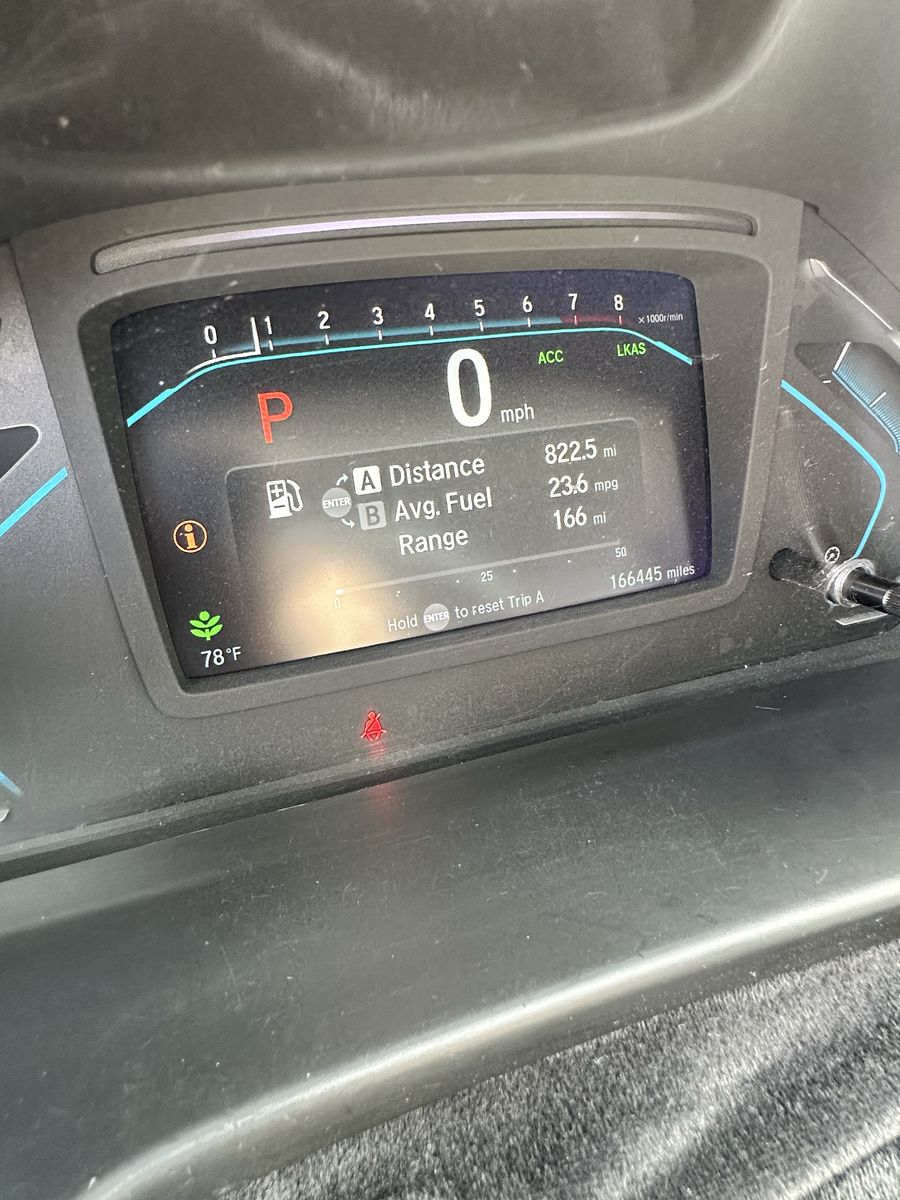 0 1 2 3 4 5 6 7 8 ×1000r/min
ACC LKAS
P 0 mph
A Distance 822.5 mi
ENTER
B Avg. Fuel 23.6 mpg
Range 166 mi
0 25 50
Hold ENTER to reset Trip A
166445 miles
i
78°F